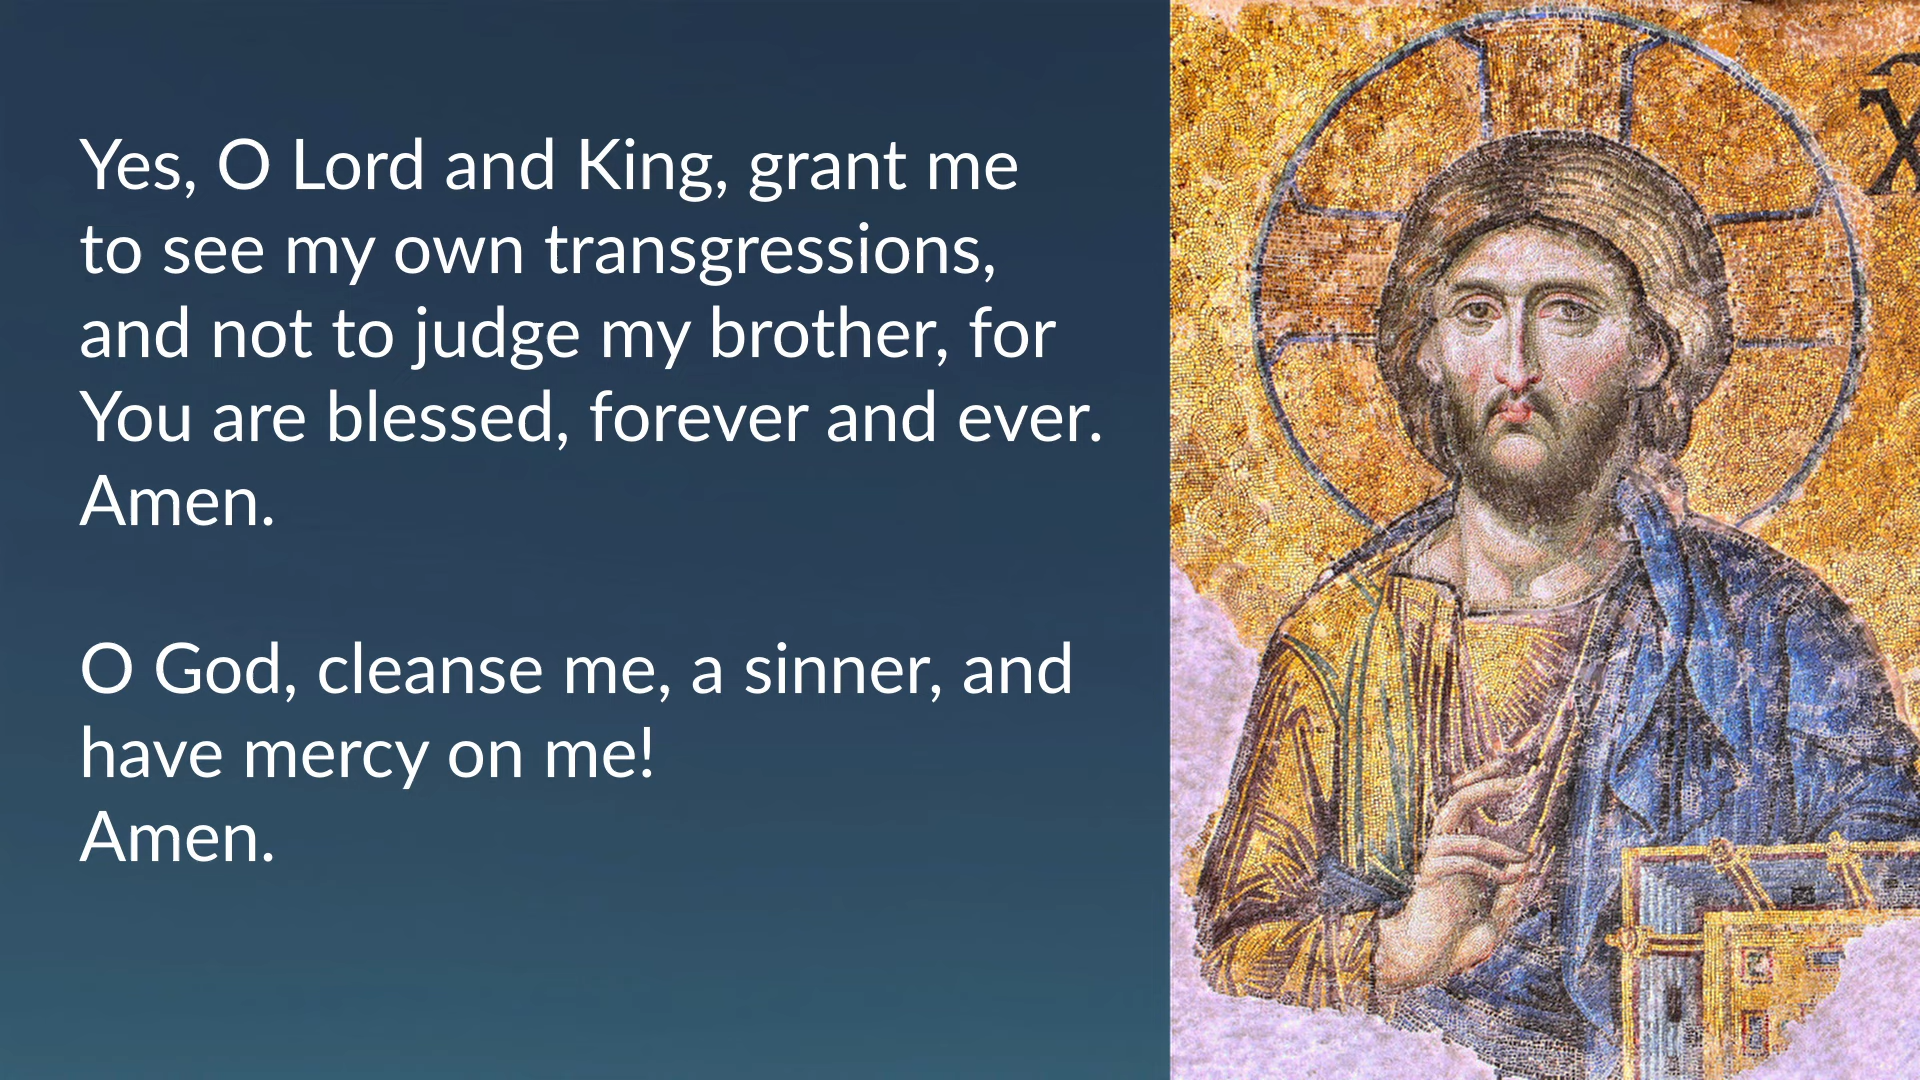 Yes, O Lord and King, grant me
to see my own transgressions,
and not to judge my brother, for
You are blessed, forever and ever.
Amen.
O God, cleanse me, a sinner, and
have mercy on me!
Amen.